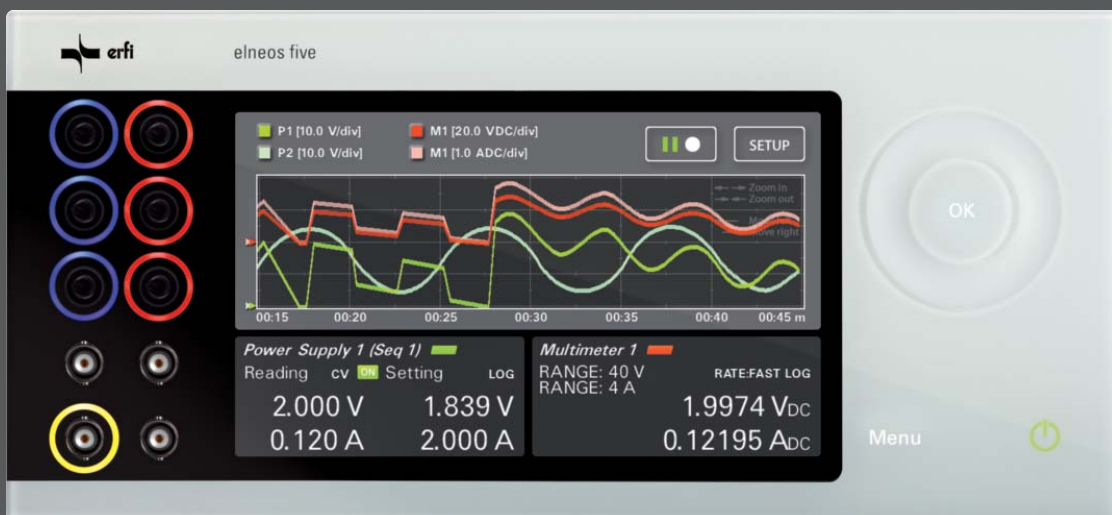 erfi
elneos five
P1 [10.0 V/div]
M1 [20.0 VDC/div]
P2 [10.0 V/div]
M1 [1.0 ADC/div]
SETUP
Zoom in
Zoom out
right
00:15 00:20 00:25 00:30 00:35 00:40 00:45 m
Power Supply 1 (Seq 1)
Reading CV ON Setting LOG
2.000 V 1.839 V
0.120 A 2.000 A
Multimeter 1
RANGE: 40 V RATE:FAST LOG
RANGE: 4 A
1.9974 VDC
0.12195 ADC
OK
Menu